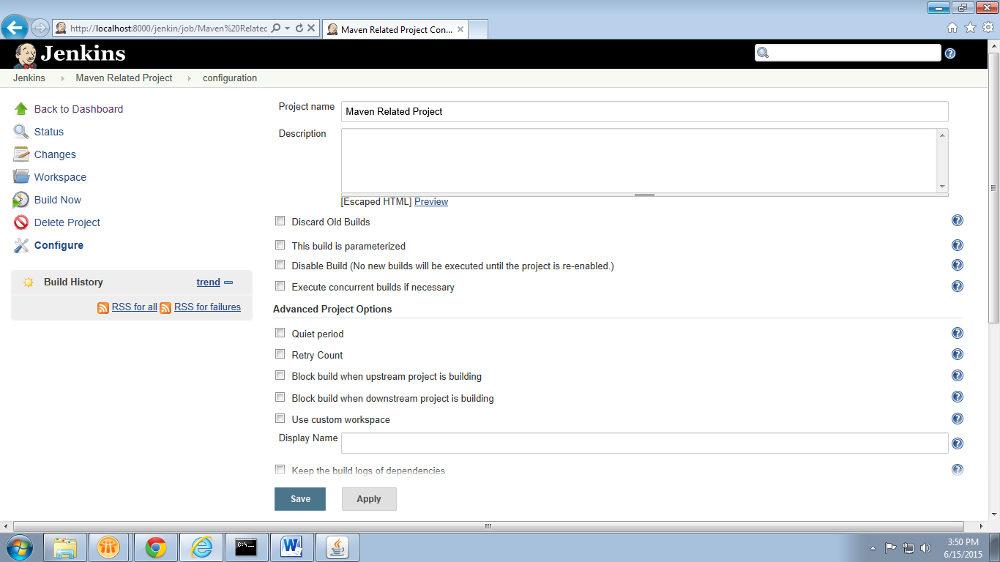 http://localhost:8000/jenkin/job/Maven%20Related
Maven Related Project Con...
Jenkins
Jenkins Maven Related Project configuration
Back to Dashboard
Status
Changes
Workspace
Build Now
Delete Project
Configure
Build History trend
RSS for all RSS for failures
Project name Maven Related Project
Description
[Escaped HTML] Preview
Discard Old Builds
This build is parameterized
Disable Build (No new builds will be executed until the project is re-enabled.)
Execute concurrent builds if necessary
Advanced Project Options
Quiet period
Retry Count
Block build when upstream project is building
Block build when downstream project is building
Use custom workspace
Display Name
Keep the build logs of dependencies
Save Apply
C:\_
W
3:50 PM
6/15/2015